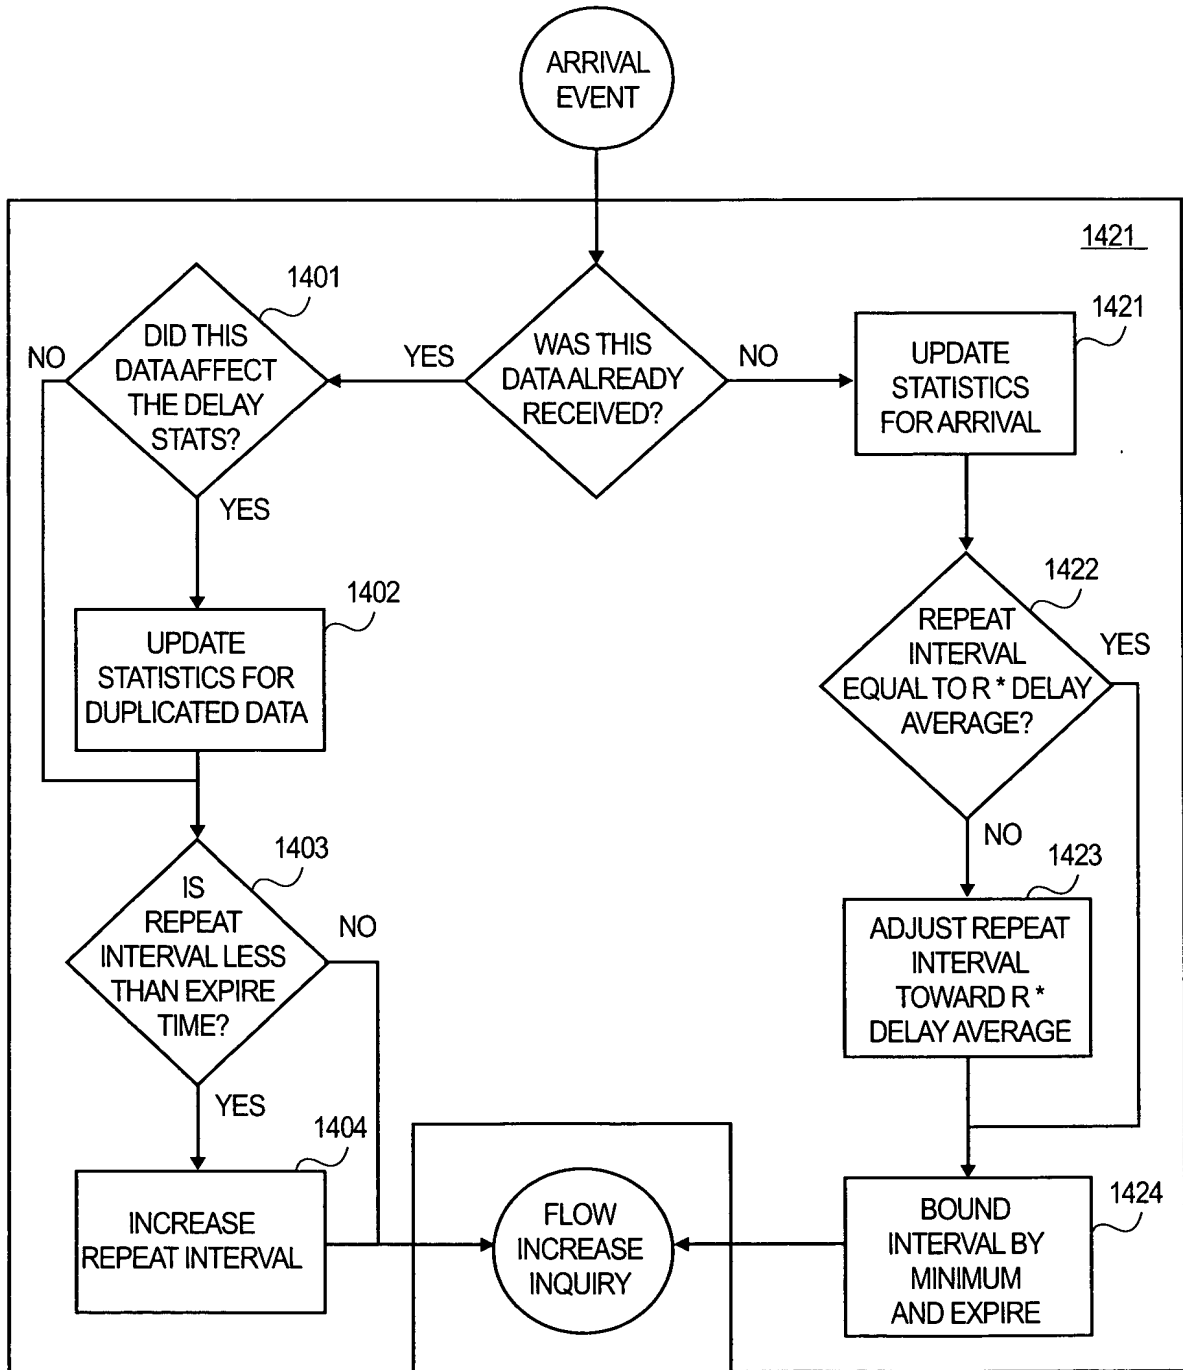 ARRIVAL
EVENT
1421
1401
DID THIS
DATA AFFECT
THE DELAY
STATS?
NO
YES
YES
WAS THIS
DATA ALREADY
RECEIVED?
NO
1421
UPDATE
STATISTICS
FOR ARRIVAL
1402
UPDATE
STATISTICS FOR
DUPLICATED DATA
1422
REPEAT
INTERVAL
EQUAL TO R * DELAY
AVERAGE?
YES
NO
1403
IS
REPEAT
INTERVAL LESS
THAN EXPIRE
TIME?
NO
YES
1423
ADJUST REPEAT
INTERVAL
TOWARD R *
DELAY AVERAGE
1404
INCREASE
REPEAT INTERVAL
FLOW
INCREASE
INQUIRY
1424
BOUND
INTERVAL BY
MINIMUM
AND EXPIRE